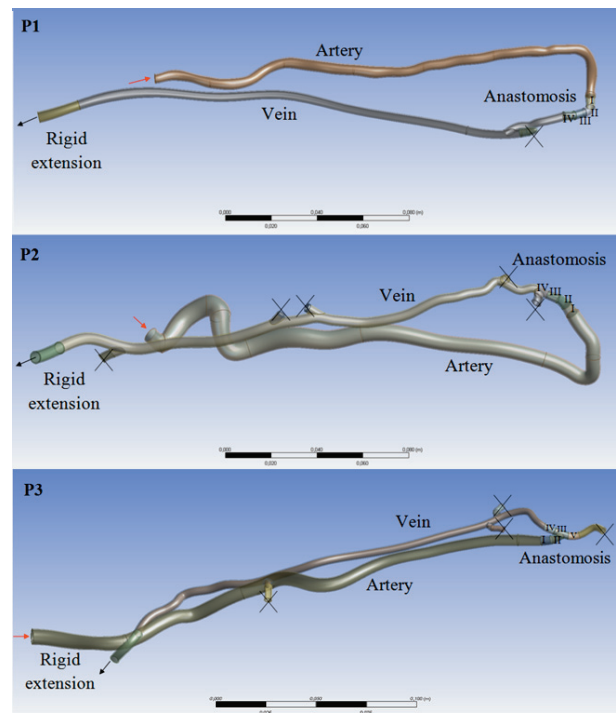 P1
Artery
Anastomosis
I
II
III
IV
Vein
Rigid
extension
0,000 0,040 0,080 (m)
0,020 0,060
P2
Anastomosis
IV
III
II
I
Vein
Artery
Rigid
extension
0,000 0,040 0,080 (m)
0,020 0,060
P3
Vein
IV
III
V
I
II
Anastomosis
Artery
Rigid
extension
0,100 (m)